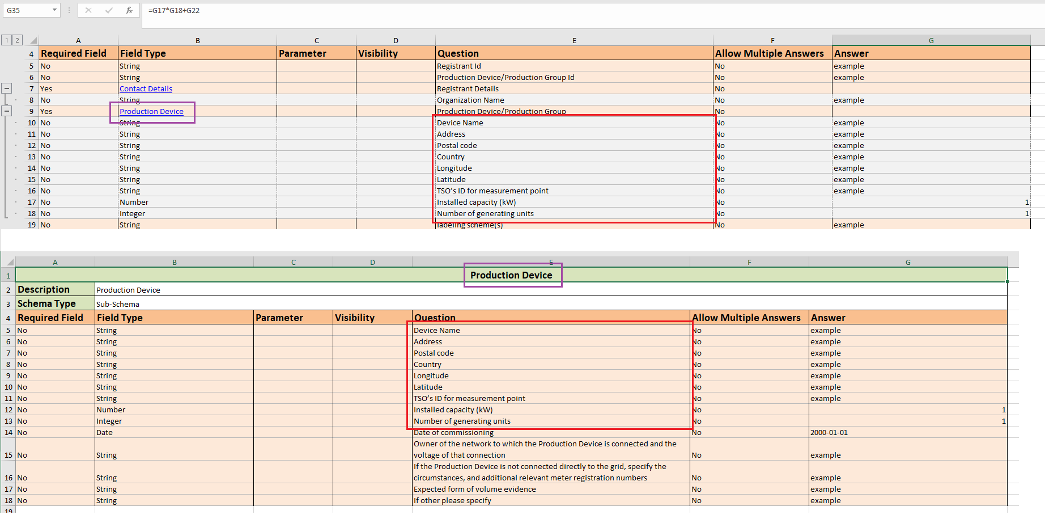 G35 fx =G17*G18+G22
1 2 A B C D E F G
4 Required Field Field Type Parameter Visibility Question Allow Multiple Answers Answer
5 No String Registrant Id No example
6 No String Production Device/Production Group Id No example
7 Yes Contact Details Registrant Details No
8 No String Organization Name No example
9 Yes Production Device Production Device/Production Group No
10 No String Device Name No example
11 No String Address No example
12 No String Postal code No example
13 No String Country No example
14 No String Longitude No example
15 No String Latitude No example
16 No String TSO's ID for measurement point No example
17 No Number Installed capacity (kW) No 1
18 No Integer Number of generating units No 1
19 No String labeling scheme(s) No example
A B C D E F G
1 Production Device
2 Description Production Device
3 Schema Type Sub-Schema
4 Required Field Field Type Parameter Visibility Question Allow Multiple Answers Answer
5 No String Device Name No example
6 No String Address No example
7 No String Postal code No example
8 No String Country No example
9 No String Longitude No example
10 No String Latitude No example
11 No String TSO's ID for measurement point No example
12 No Number Installed capacity (kW) No 1
13 No Integer Number of generating units No 1
14 No Date Date of commissioning No 2000-01-01
Owner of the network to which the Production Device is connected and the
15 No String voltage of that connection No example
If the Production Device is not connected directly to the grid, specify the
16 No String circumstances, and additional relevant meter registration numbers No example
17 No String Expected form of volume evidence No example
18 No String If other please specify No example
19